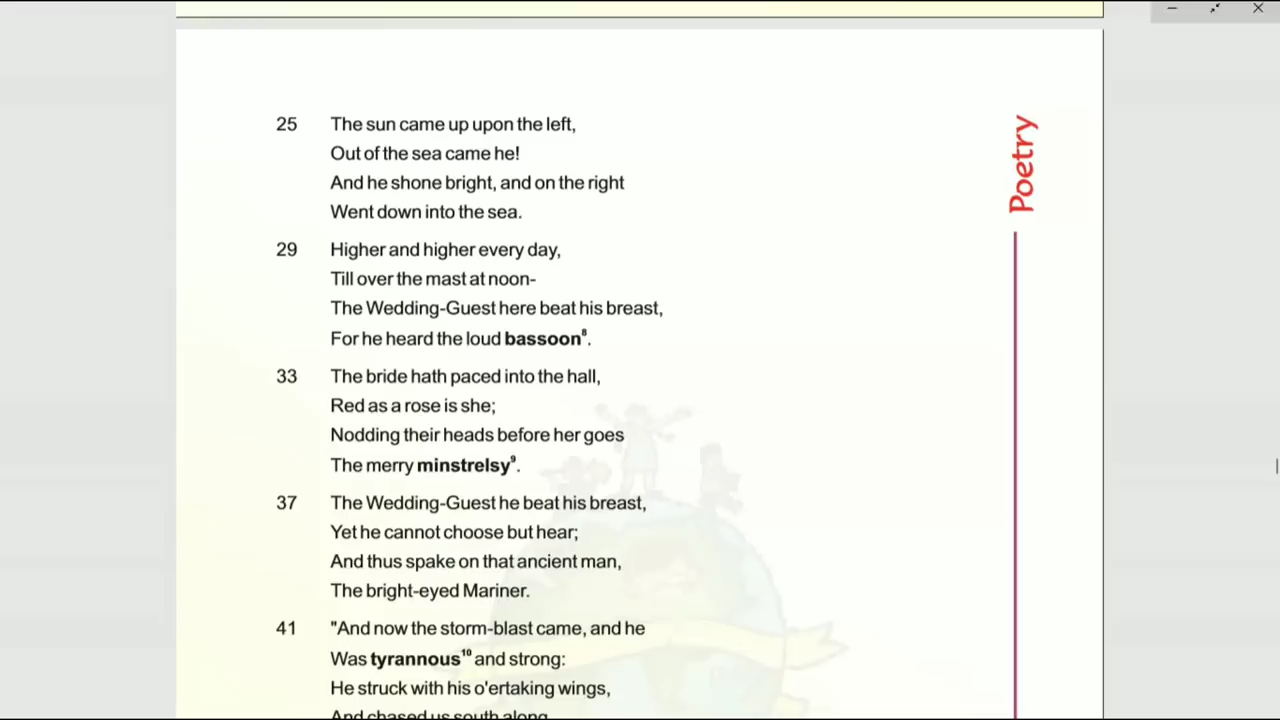 Poetry
25 The sun came up upon the left,
Out of the sea came he!
And he shone bright, and on the right
Went down into the sea.
29 Higher and higher every day,
Till over the mast at noon-
The Wedding-Guest here beat his breast,
For he heard the loud bassoon⁸.
33 The bride hath paced into the hall,
Red as a rose is she;
Nodding their heads before her goes
The merry minstrelsy⁹.
37 The Wedding-Guest he beat his breast,
Yet he cannot choose but hear;
And thus spake on that ancient man,
The bright-eyed Mariner.
41 "And now the storm-blast came, and he
Was tyrannous¹⁰ and strong:
He struck with his o'ertaking wings,
And chased us south along